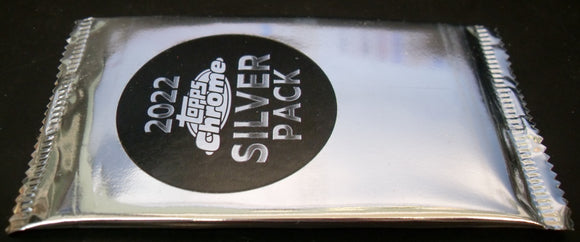 2022
topps
Chrome
SILVER
PACK